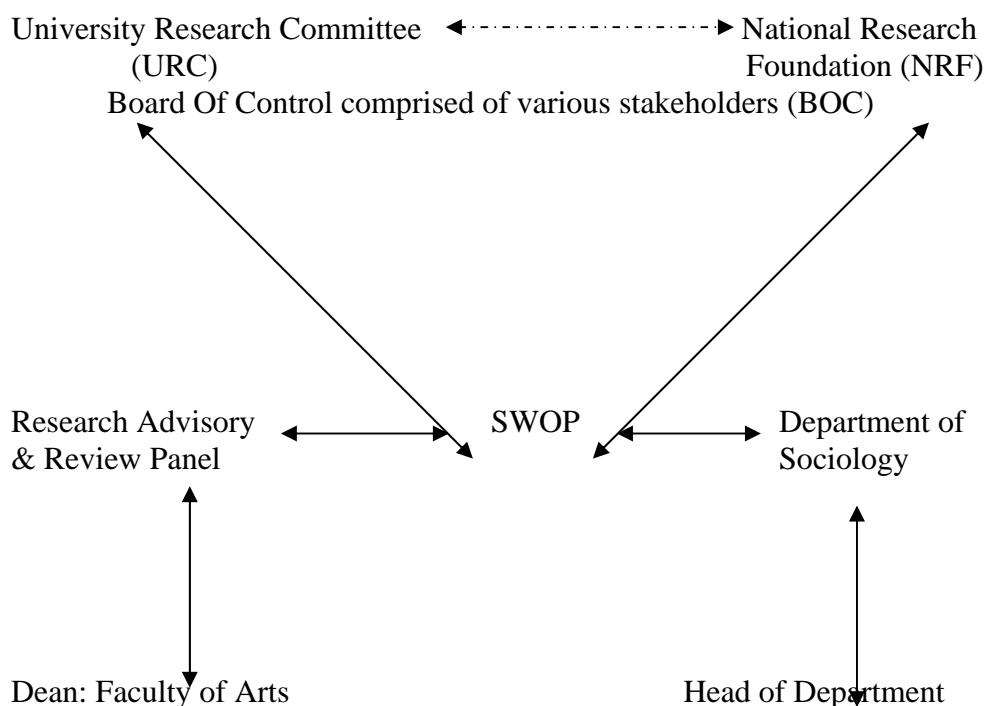 University Research Committee National Research
(URC) Foundation (NRF)
Board Of Control comprised of various stakeholders (BOC)
Research Advisory SWOP Department of
& Review Panel Sociology
Dean: Faculty of Arts Head of Department